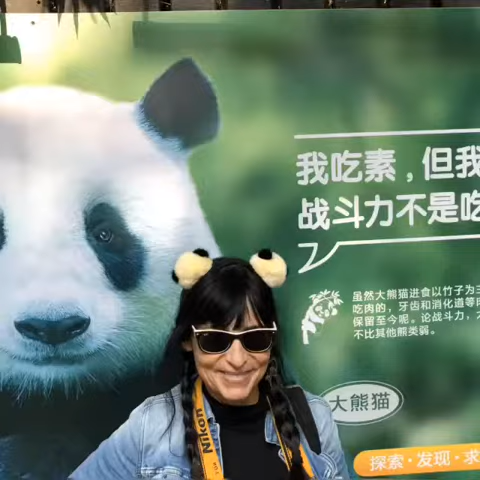 我吃素，但我
战斗力不是吃
虽然大熊猫进食以竹子为主
吃肉的，牙齿和消化道等
保留至今呢。论战斗力，
不比其他熊类弱。
大熊猫
探索·发现·求
Nikon